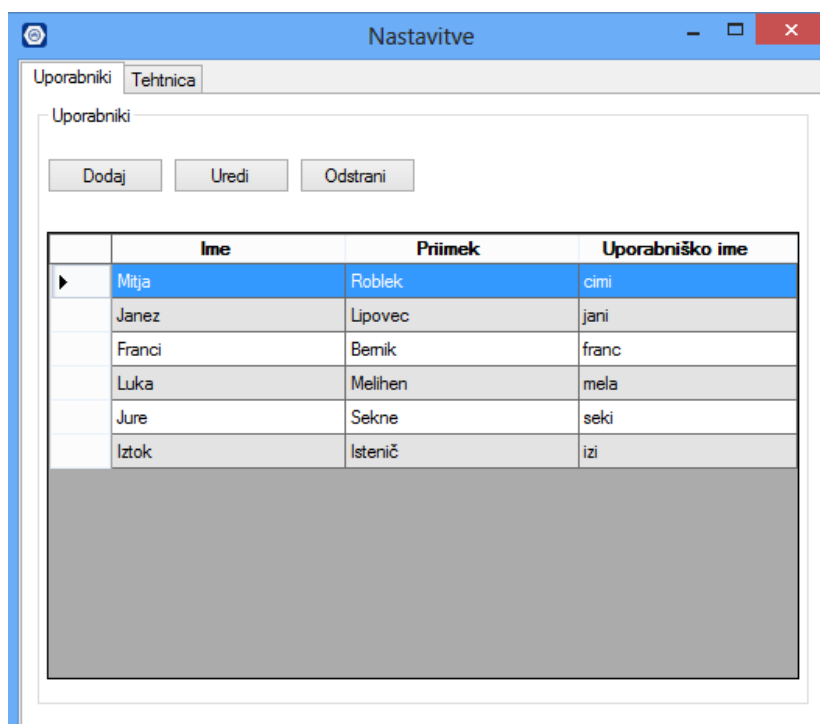 Nastavitve
Uporabniki Tehtnica
Uporabniki
Dodaj Uredi Odstrani
Ime Priimek Uporabniško ime
Mitja Roblek cimi
Janez Lipovec jani
Franci Bernik franc
Luka Melihen mela
Jure Sekne seki
Iztok Istenič izi